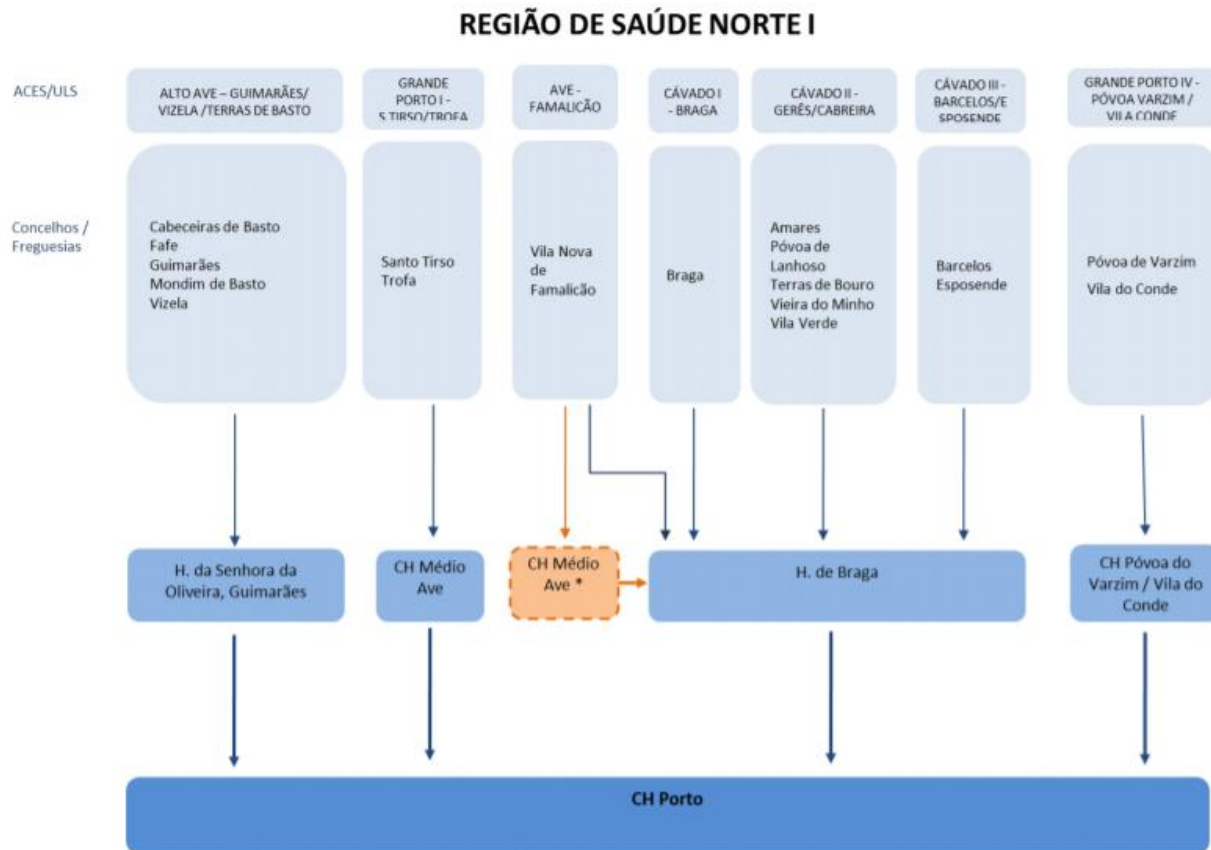 REGIÃO DE SAÚDE NORTE I
ACES/ULS
ALTO AVE – GUIMARÃES/
VIZELA /TERRAS DE BASTO
GRANDE
PORTO I -
S TIRSO/TROFA
AVE -
FAMALICÃO
CÁVADO I
- BRAGA
CÁVADO II -
GERÊS/CABREIRA
CÁVADO III -
BARCELOS/E
SPOSENDE
GRANDE PORTO IV -
PÓVOA VARZIM /
VILA CONDE
Concelhos /
Freguesias
Cabeceiras de Basto
Fafe
Guimarães
Mondim de Basto
Vizela
Santo Tirso
Trofa
Vila Nova
de
Famalicão
Braga
Amares
Póvoa de
Lanhoso
Terras de Bouro
Vieira do Minho
Vila Verde
Barcelos
Esposende
Póvoa de Varzim
Vila do Conde
H. da Senhora da
Oliveira, Guimarães
CH Médio
Ave
CH Médio
Ave *
H. de Braga
CH Póvoa do
Varzim / Vila do
Conde
CH Porto